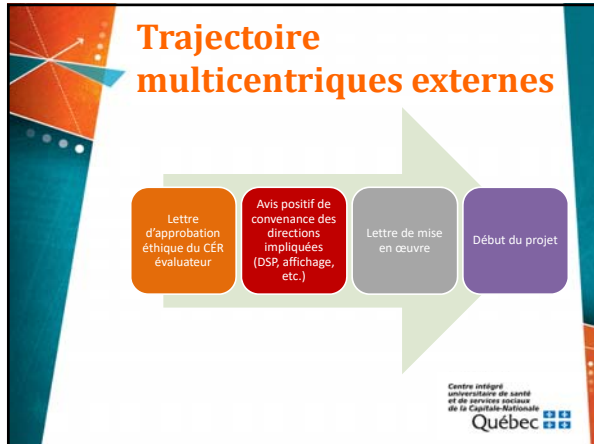 Trajectoire
multicentriques externes
Lettre
d’approbation
éthique du CÉR
évaluateur
Avis positif de
convenance des
directions
impliquées
(DSP, affichage,
etc.)
Lettre de mise
en œuvre
Début du projet
Centre intégré
universitaire de santé
et de services sociaux
de la Capitale-Nationale
Québec